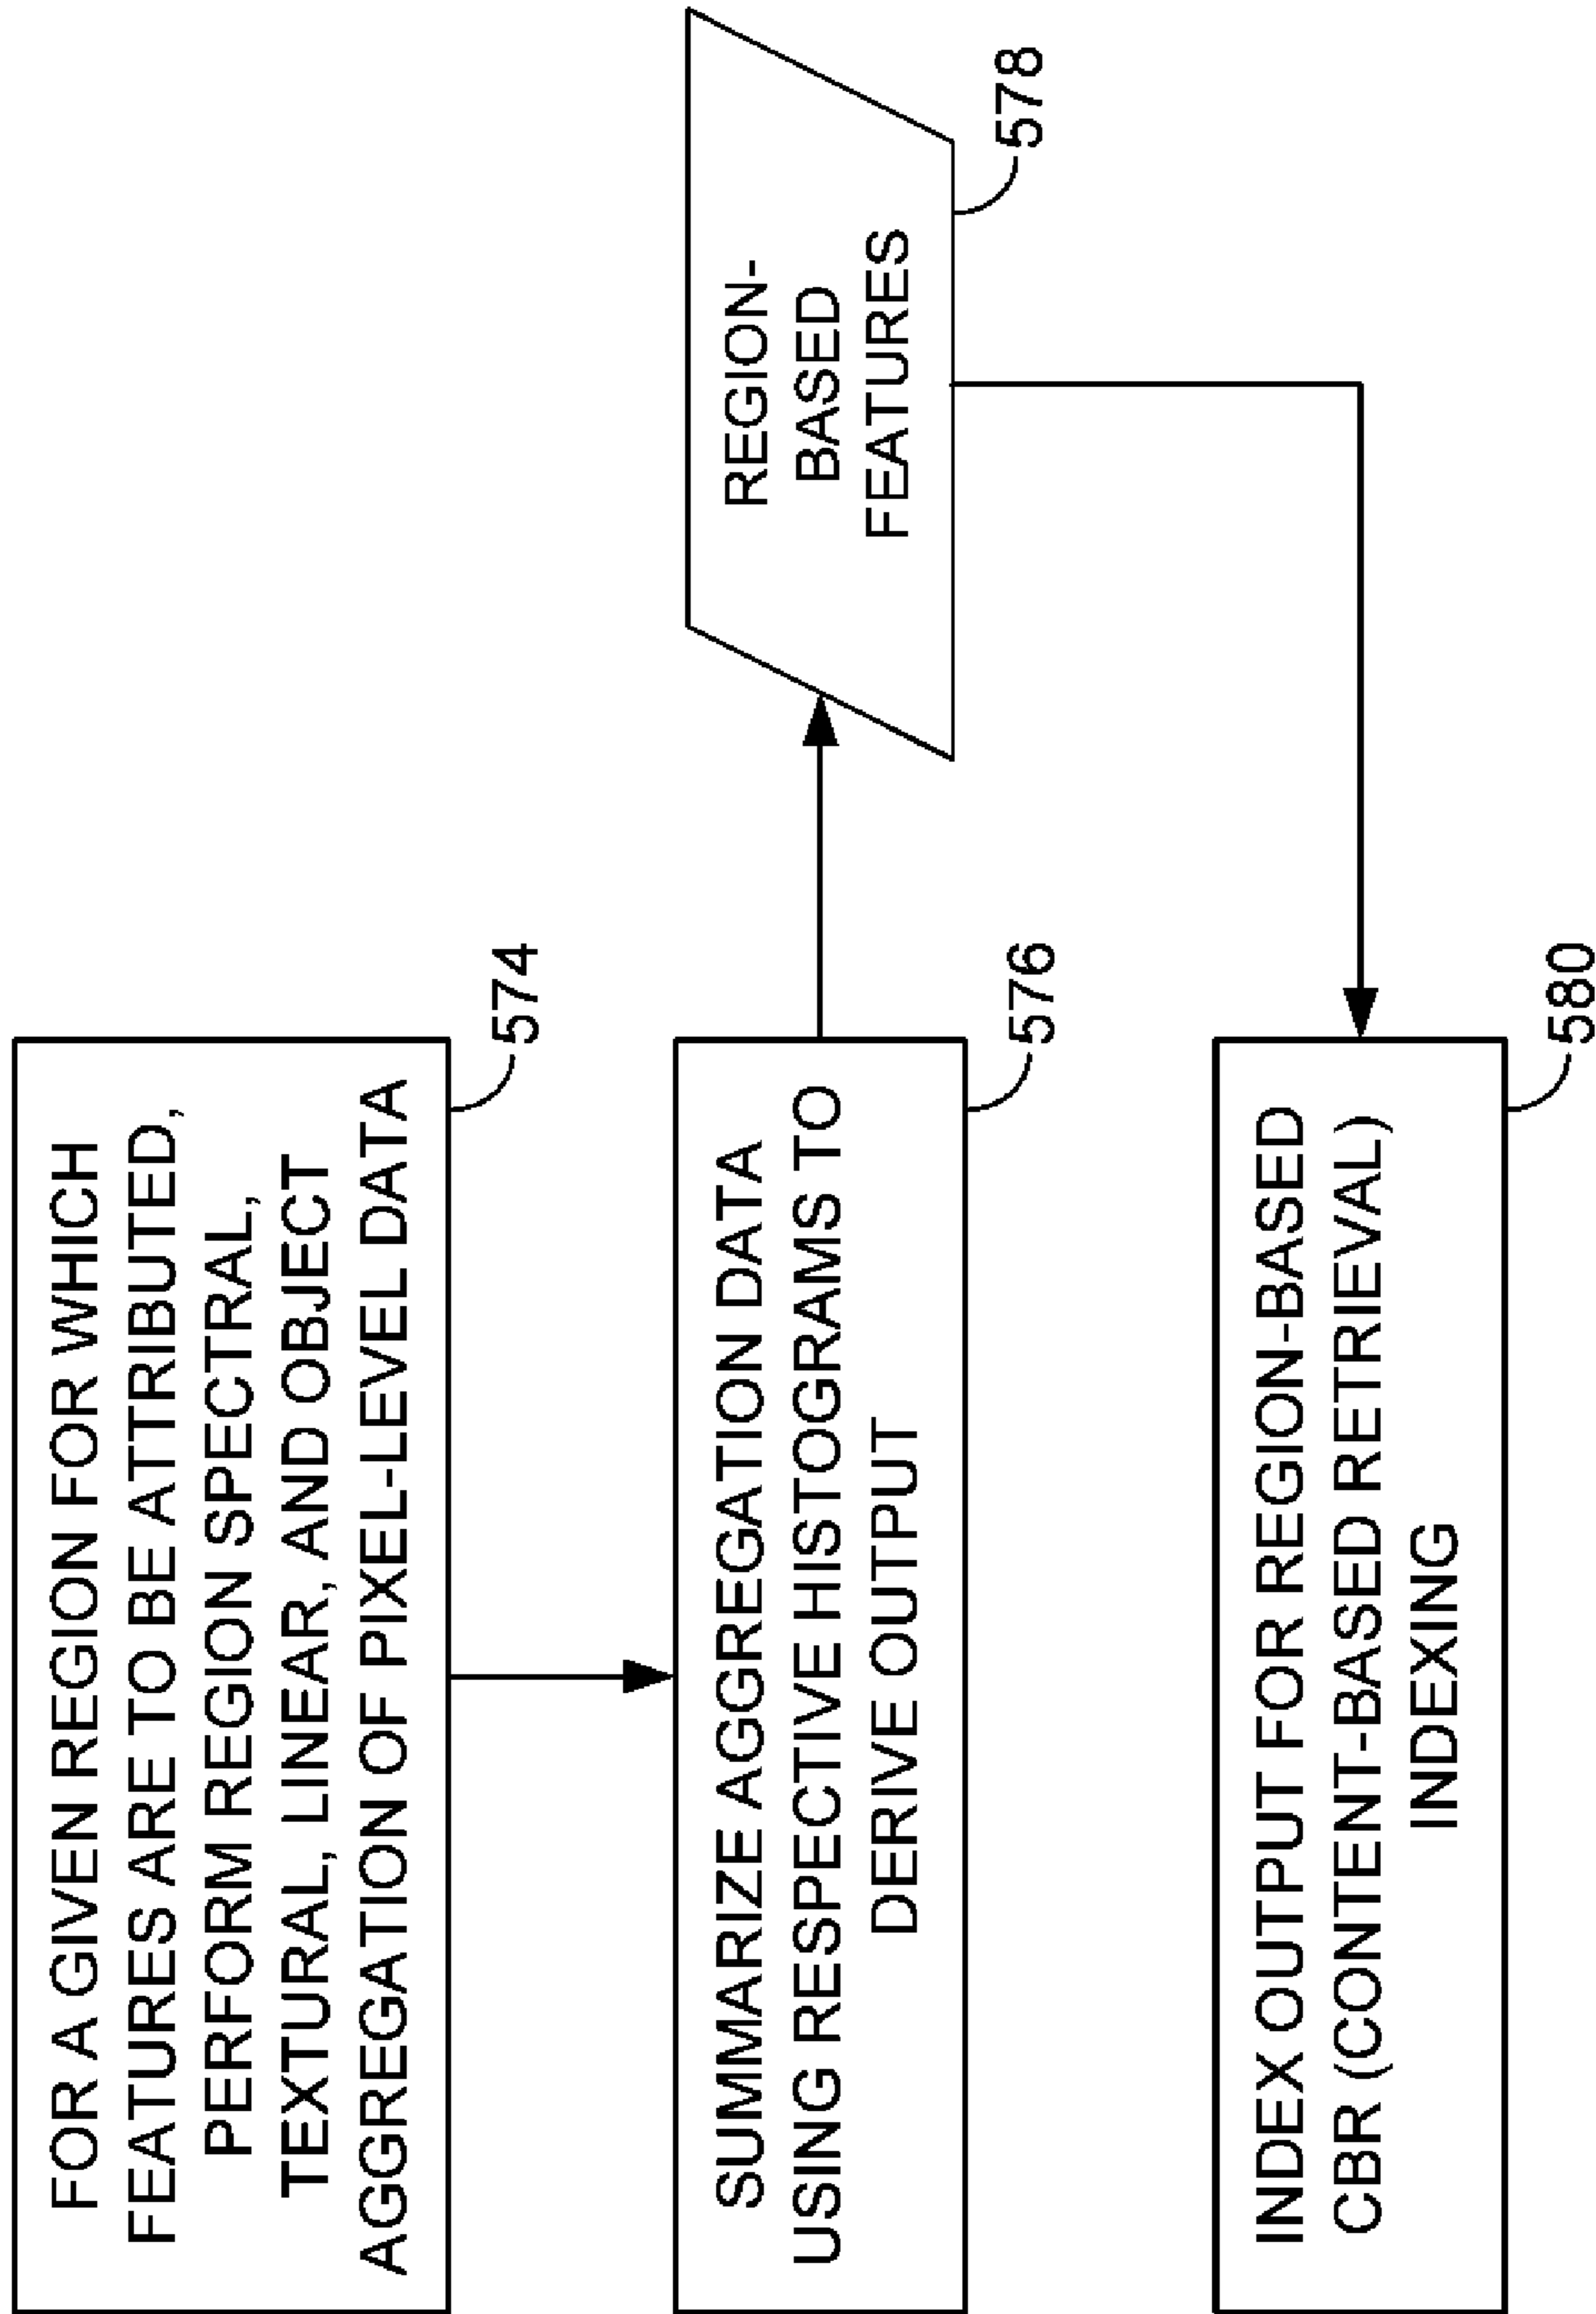 FOR A GIVEN REGION FOR WHICH
FEATURES ARE TO BE ATTRIBUTED,
PERFORM REGION SPECTRAL,
TEXTURAL, LINEAR, AND OBJECT
AGGREGATION OF PIXEL-LEVEL DATA
574
SUMMARIZE AGGREGATION DATA
USING RESPECTIVE HISTOGRAMS TO
DERIVE OUTPUT
576
REGION-
BASED
FEATURES
578
INDEX OUTPUT FOR REGION-BASED
CBR (CONTENT-BASED RETRIEVAL)
INDEXING
580